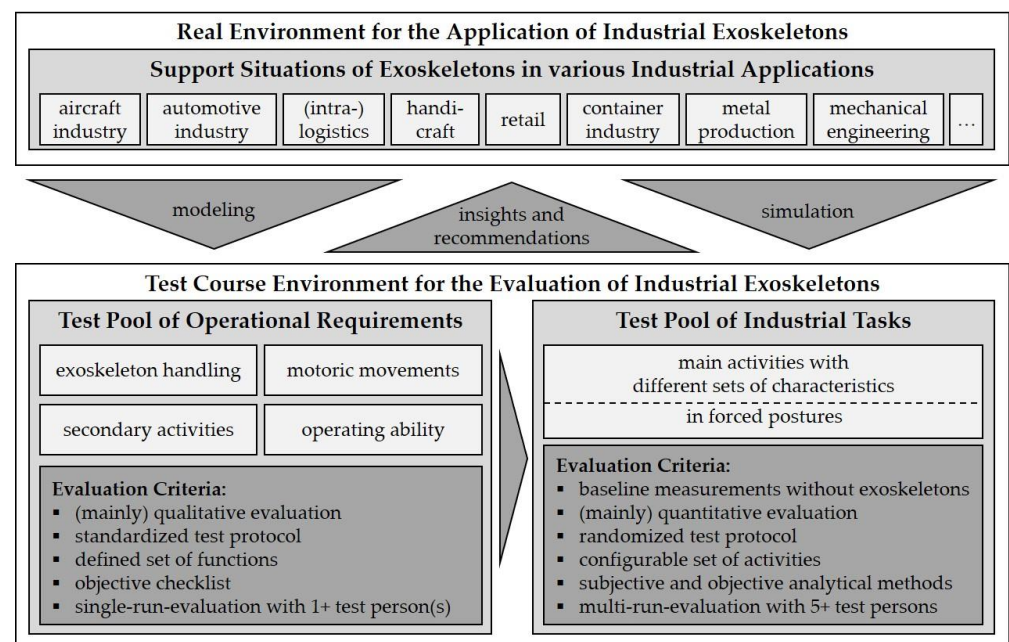 Real Environment for the Application of Industrial Exoskeletons
Support Situations of Exoskeletons in various Industrial Applications
aircraft
industry
automotive
industry
(intra-)
logistics
handi-
craft
retail
container
industry
metal
production
mechanical
engineering
…
modeling
insights and
recommendations
simulation
Test Course Environment for the Evaluation of Industrial Exoskeletons
Test Pool of Operational Requirements
exoskeleton handling
motoric movements
secondary activities
operating ability
Evaluation Criteria:
▪ (mainly) qualitative evaluation
▪ standardized test protocol
▪ defined set of functions
▪ objective checklist
▪ single-run-evaluation with 1+ test person(s)
Test Pool of Industrial Tasks
main activities with
different sets of characteristics
in forced postures
Evaluation Criteria:
▪ baseline measurements without exoskeletons
▪ (mainly) quantitative evaluation
▪ randomized test protocol
▪ configurable set of activities
▪ subjective and objective analytical methods
▪ multi-run-evaluation with 5+ test persons